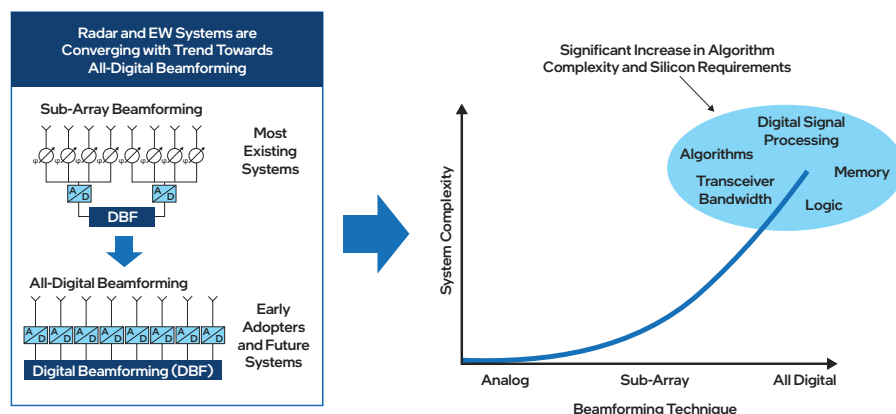 Radar and EW Systems are
Converging with Trend Towards
All-Digital Beamforming
Sub-Array Beamforming
φ φ φ φ φ φ φ φ
Most
Existing
Systems
A D A D
DBF
All-Digital Beamforming
A D A D A D A D A D A D A D A D
Early
Adopters
and Future
Systems
Digital Beamforming (DBF)
Significant Increase in Algorithm
Complexity and Silicon Requirements
System Complexity
Digital Signal
Processing
Algorithms
Memory
Transceiver
Bandwidth
Logic
Analog
Sub-Array
All Digital
Beamforming Technique